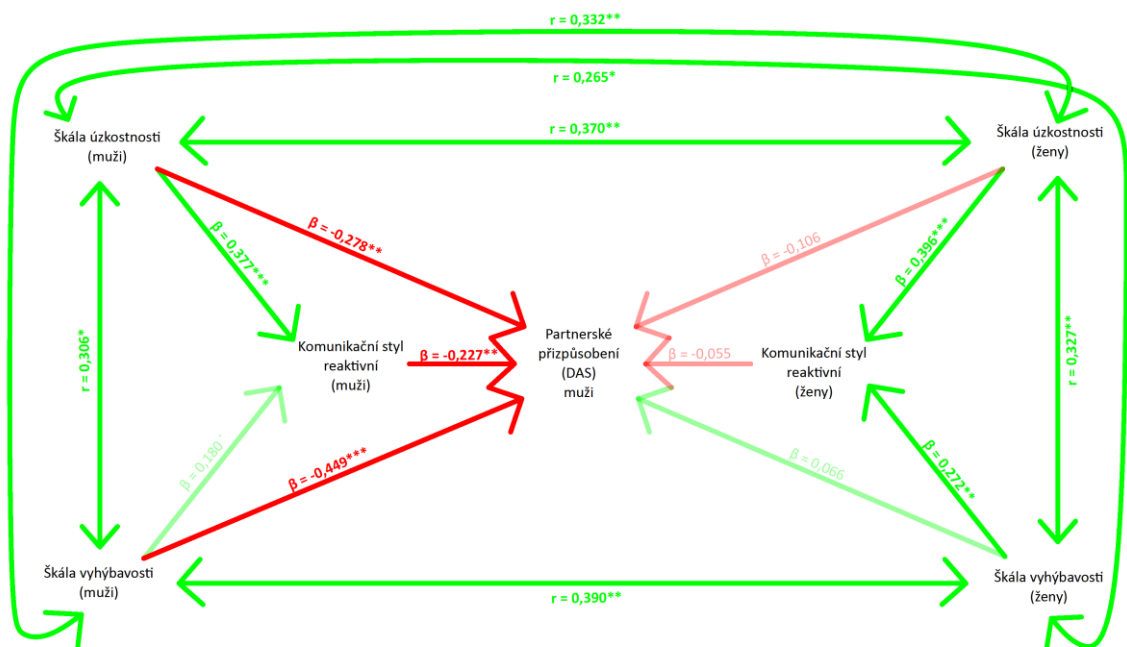 r = 0,332**
r = 0,265*
r = 0,370**
Škála úzkostnosti
(muži)
Škála úzkostnosti
(ženy)
β = -0,278**
β = 0,377***
β = -0,106
β = 0,396***
r = 0,306*
Komunikační styl
reaktivní
(muži)
β = -0,227**
Partnerské
přizpůsobení
(DAS)
muži
β = -0,055
Komunikační styl
reaktivní
(ženy)
r = 0,327**
β = 0,180´
β = -0,449***
β = 0,066
β = 0,272**
Škála vyhýbavosti
(muži)
Škála vyhýbavosti
(ženy)
r = 0,390**